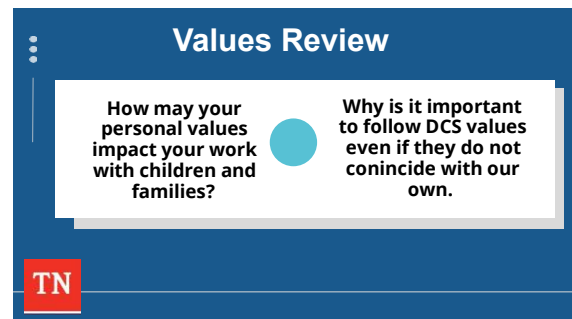 Values Review
How may your
personal values
impact your work
with children and
families?
Why is it important
to follow DCS values
even if they do not
conincide with our
own.
TN